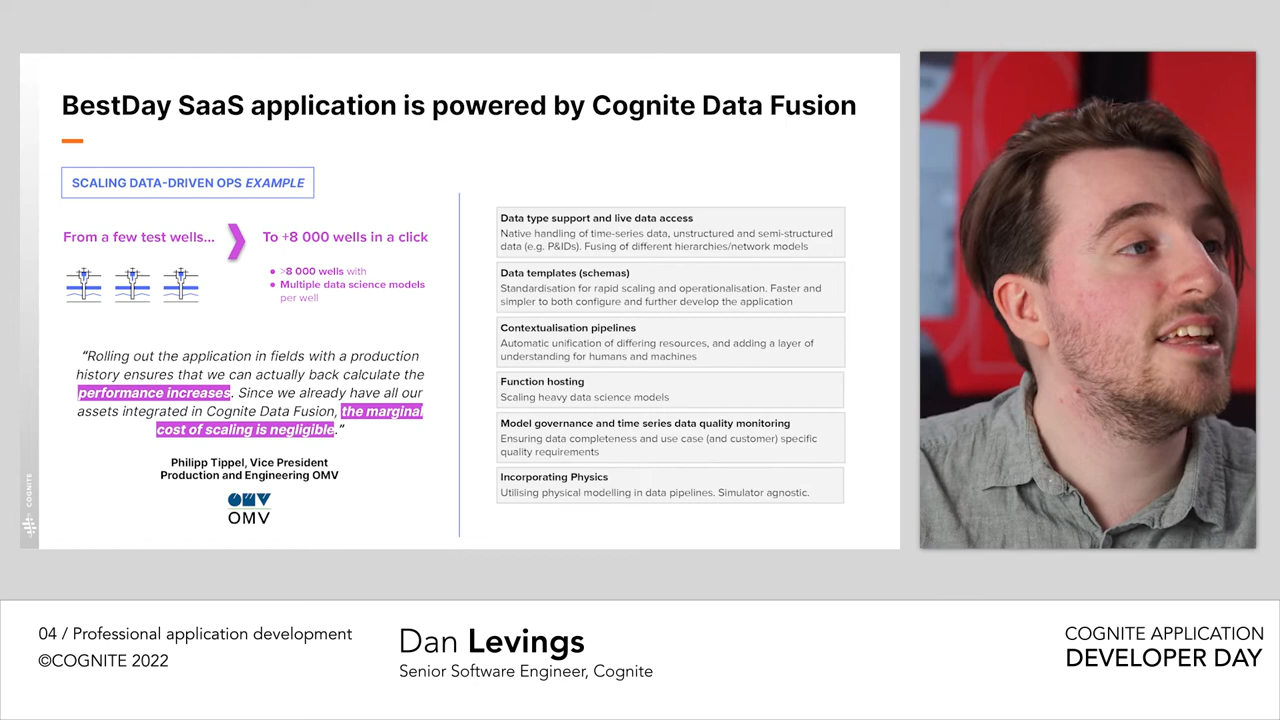 BestDay SaaS application is powered by Cognite Data Fusion
SCALING DATA-DRIVEN OPS EXAMPLE
From a few test wells...
To +8 000 wells in a click
>8 000 wells with
Multiple data science models
per well
"Rolling out the application in fields with a production
history ensures that we can actually back calculate the
performance increases. Since we already have all our
assets integrated in Cognite Data Fusion, the marginal
cost of scaling is negligible."
Philipp Tippel, Vice President
Production and Engineering OMV
OMV
OMV
COGNITE
Data type support and live data access
Native handling of time-series data, unstructured and semi-structured
data (e.g. P&IDs). Fusing of different hierarchies/network models
Data templates (schemas)
Standardisation for rapid scaling and operationalisation. Faster and
simpler to both configure and further develop the application
Contextualisation pipelines
Automatic unification of differing resources, and adding a layer of
understanding for humans and machines
Function hosting
Scaling heavy data science models
Model governance and time series data quality monitoring
Ensuring data completeness and use case (and customer) specific
quality requirements
Incorporating Physics
Utilising physical modelling in data pipelines. Simulator agnostic.
04 / Professional application development
©COGNITE 2022
Dan Levings
Senior Software Engineer, Cognite
COGNITE APPLICATION
DEVELOPER DAY